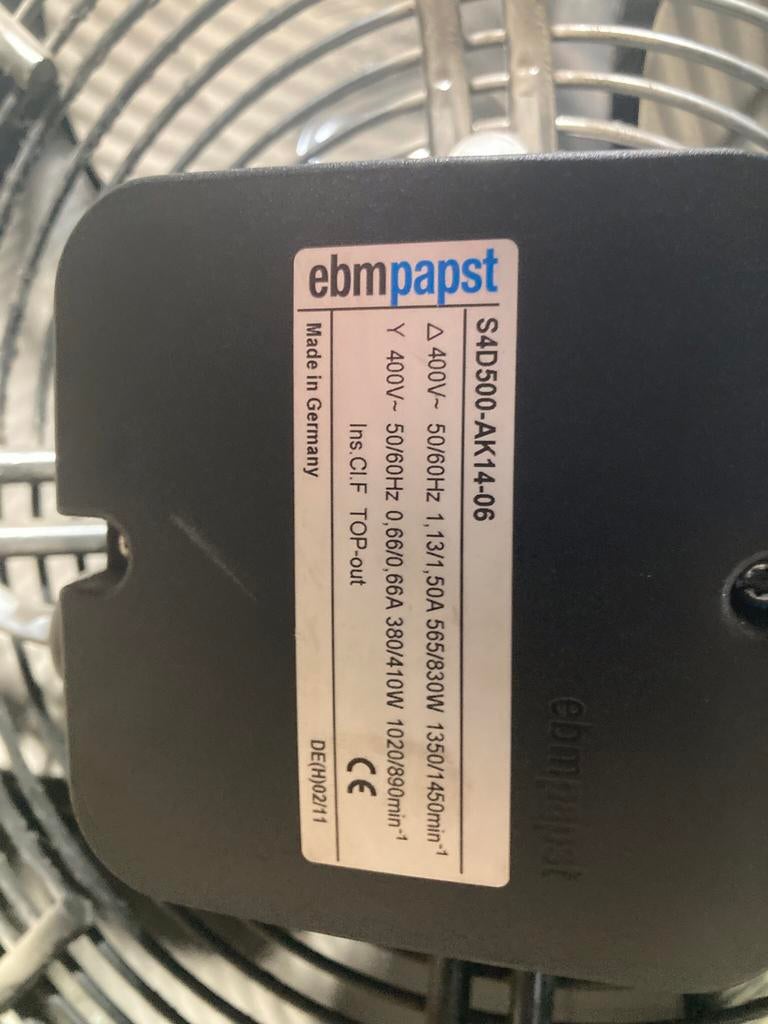 ebmpapst
S4D500-AK14-06
Δ 400V~ 50/60Hz 1,13/1,50A 565/830W 1350/1450min⁻¹
Y 400V~ 50/60Hz 0,66/0,66A 380/410W 1020/890min⁻¹
Ins.Cl.F TOP-out CE
Made in Germany DE(H)02/11
ebmpapst